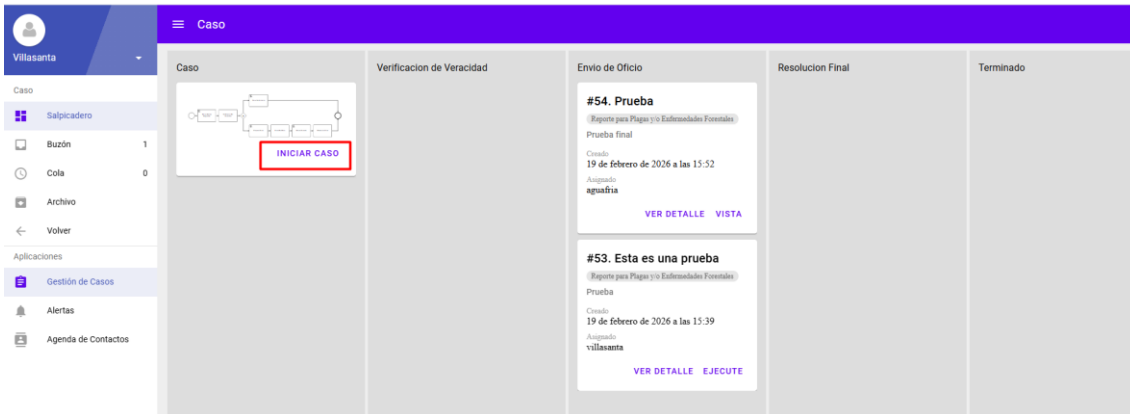 Villasanta
Caso
Salpicadero
Buzón 1
Cola 0
Archivo
Volver
Aplicaciones
Gestión de Casos
Alertas
Agenda de Contactos
Caso
Caso
INICIAR CASO
Verificacion de Veracidad
Envio de Oficio
#54. Prueba
Reporte para Plagas y/o Enfermedades Forestales
Prueba final
Creado
19 de febrero de 2026 a las 15:52
Asignado
aguafria
VER DETALLE VISTA
#53. Esta es una prueba
Reporte para Plagas y/o Enfermedades Forestales
Prueba
Creado
19 de febrero de 2026 a las 15:39
Asignado
villasanta
VER DETALLE EJECUTE
Resolucion Final
Terminado